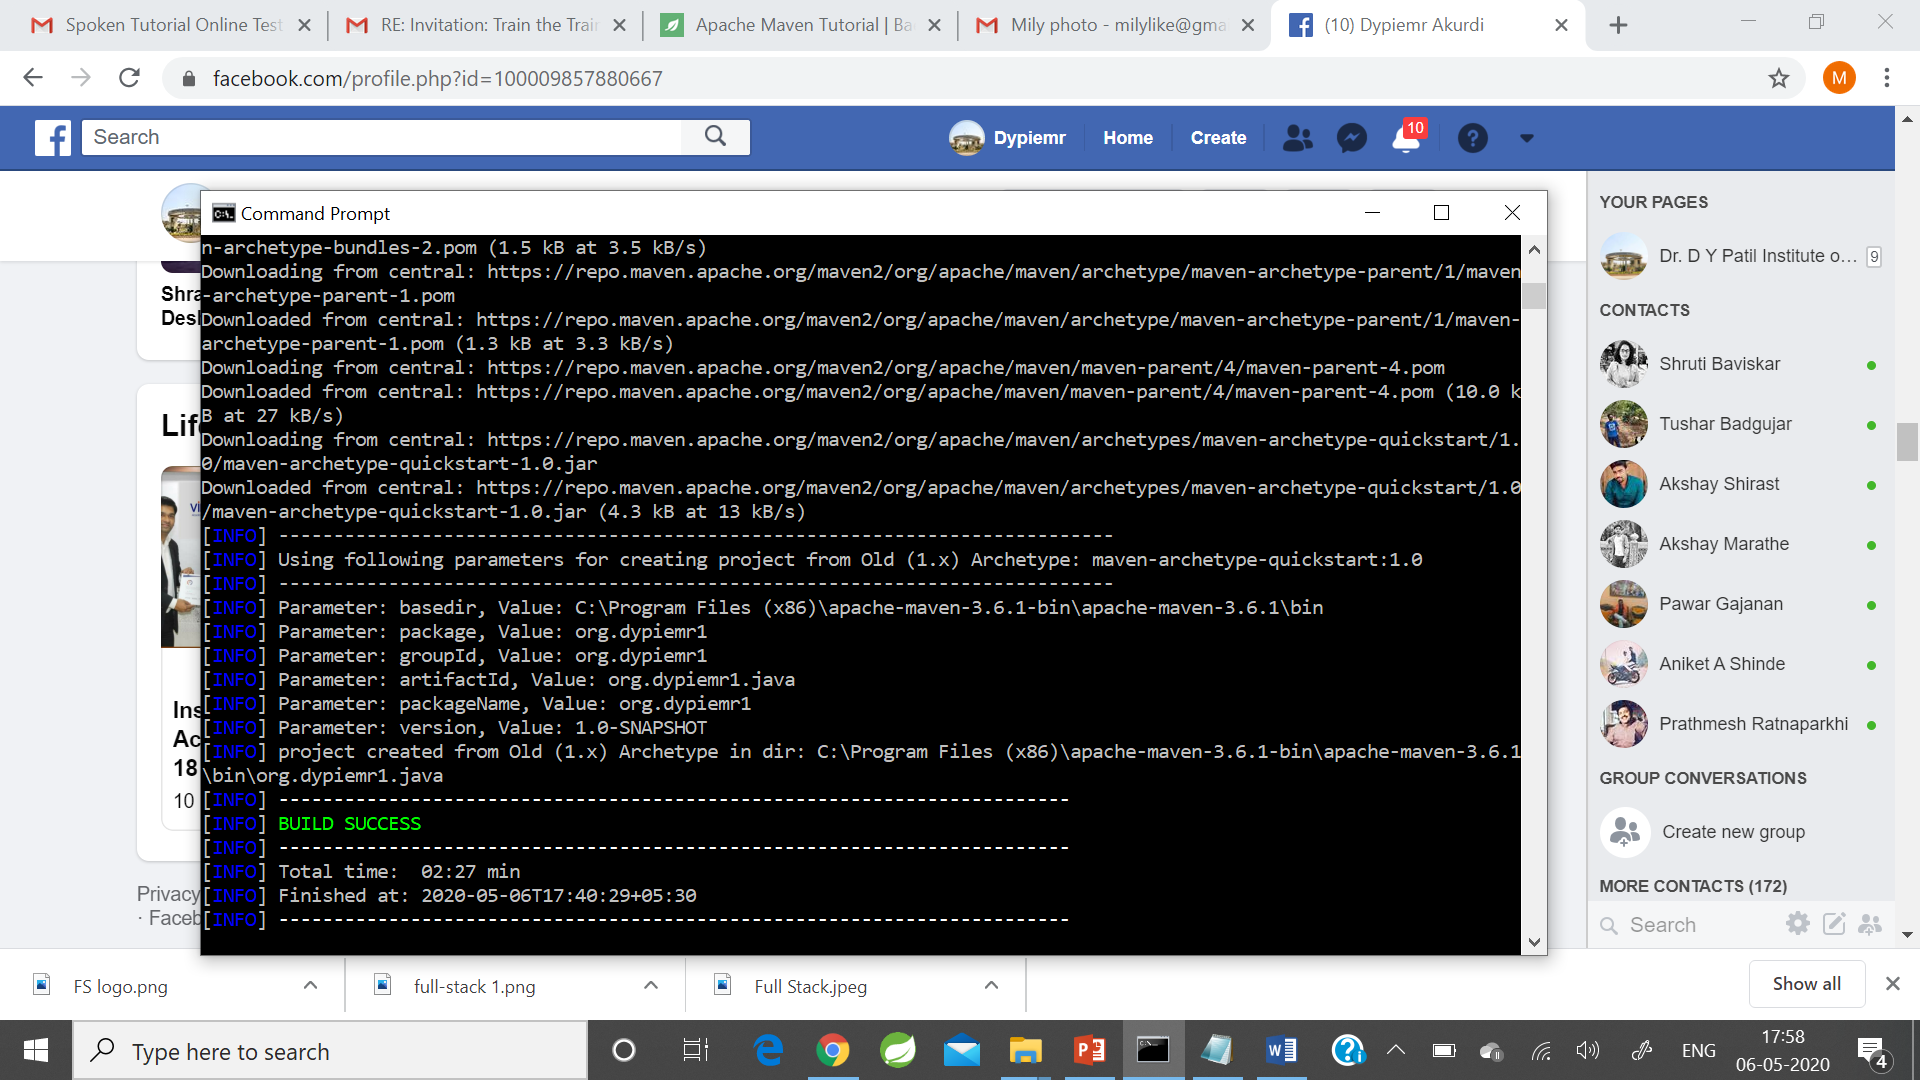 Spoken Tutorial Online Test
RE: Invitation: Train the Train
Apache Maven Tutorial | Ba
Mily photo - milylike@gma
(10) Dypiemr Akurdi
facebook.com/profile.php?id=100009857880667
M
Search
Dypiemr
Home
Create
10
Command Prompt
n-archetype-bundles-2.pom (1.5 kB at 3.5 kB/s)
Downloading from central: https://repo.maven.apache.org/maven2/org/apache/maven/archetype/maven-archetype-parent/1/maven
-archetype-parent-1.pom
Downloaded from central: https://repo.maven.apache.org/maven2/org/apache/maven/archetype/maven-archetype-parent/1/maven-
archetype-parent-1.pom (1.3 kB at 3.3 kB/s)
Downloading from central: https://repo.maven.apache.org/maven2/org/apache/maven/maven-parent/4/maven-parent-4.pom
Downloaded from central: https://repo.maven.apache.org/maven2/org/apache/maven/maven-parent/4/maven-parent-4.pom (10.0 k
B at 27 kB/s)
Downloading from central: https://repo.maven.apache.org/maven2/org/apache/maven/archetypes/maven-archetype-quickstart/1.
0/maven-archetype-quickstart-1.0.jar
Downloaded from central: https://repo.maven.apache.org/maven2/org/apache/maven/archetypes/maven-archetype-quickstart/1.0
/maven-archetype-quickstart-1.0.jar (4.3 kB at 13 kB/s)
[INFO] ----------------------------------------------------------------------------
[INFO] Using following parameters for creating project from Old (1.x) Archetype: maven-archetype-quickstart:1.0
[INFO] ----------------------------------------------------------------------------
[INFO] Parameter: basedir, Value: C:\Program Files (x86)\apache-maven-3.6.1-bin\apache-maven-3.6.1\bin
[INFO] Parameter: package, Value: org.dypiemr1
[INFO] Parameter: groupId, Value: org.dypiemr1
[INFO] Parameter: artifactId, Value: org.dypiemr1.java
[INFO] Parameter: packageName, Value: org.dypiemr1
[INFO] Parameter: version, Value: 1.0-SNAPSHOT
[INFO] project created from Old (1.x) Archetype in dir: C:\Program Files (x86)\apache-maven-3.6.1-bin\apache-maven-3.6.1
\bin\org.dypiemr1.java
[INFO] ------------------------------------------------------------------------
[INFO] BUILD SUCCESS
[INFO] ------------------------------------------------------------------------
[INFO] Total time:  02:27 min
[INFO] Finished at: 2020-05-06T17:40:29+05:30
[INFO] ------------------------------------------------------------------------
Shra
Des
Lif
Ins
Ac
18
10
Privacy
· Faceb
YOUR PAGES
Dr. D Y Patil Institute o...
9
CONTACTS
Shruti Baviskar
Tushar Badgujar
Akshay Shirast
Akshay Marathe
Pawar Gajanan
Aniket A Shinde
Prathmesh Ratnaparkhi
GROUP CONVERSATIONS
Create new group
MORE CONTACTS (172)
Search
FS logo.png
full-stack 1.png
Full Stack.jpeg
Show all
Type here to search
ENG
17:58
06-05-2020
4